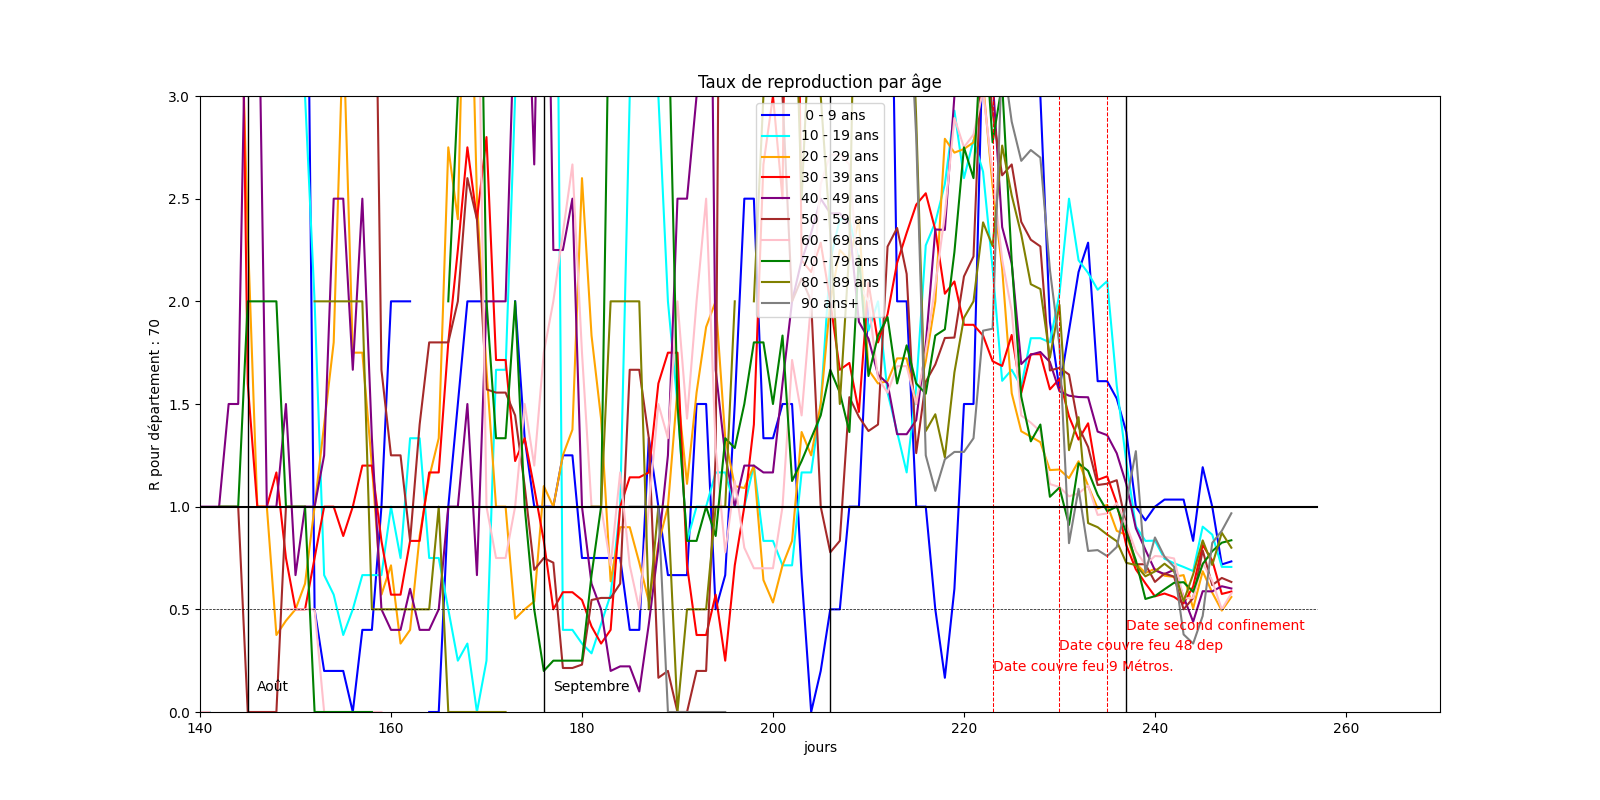 Taux de reproduction par âge
R pour département : 70
3.0
2.5
2.0
1.5
1.0
0.5
0.0
0 - 9 ans
10 - 19 ans
20 - 29 ans
30 - 39 ans
40 - 49 ans
50 - 59 ans
60 - 69 ans
70 - 79 ans
80 - 89 ans
90 ans+
Date second confinement
Date couvre feu 48 dep
Date couvre feu 9 Métros.
Août
Septembre
140
160
180
200
220
240
260
jours